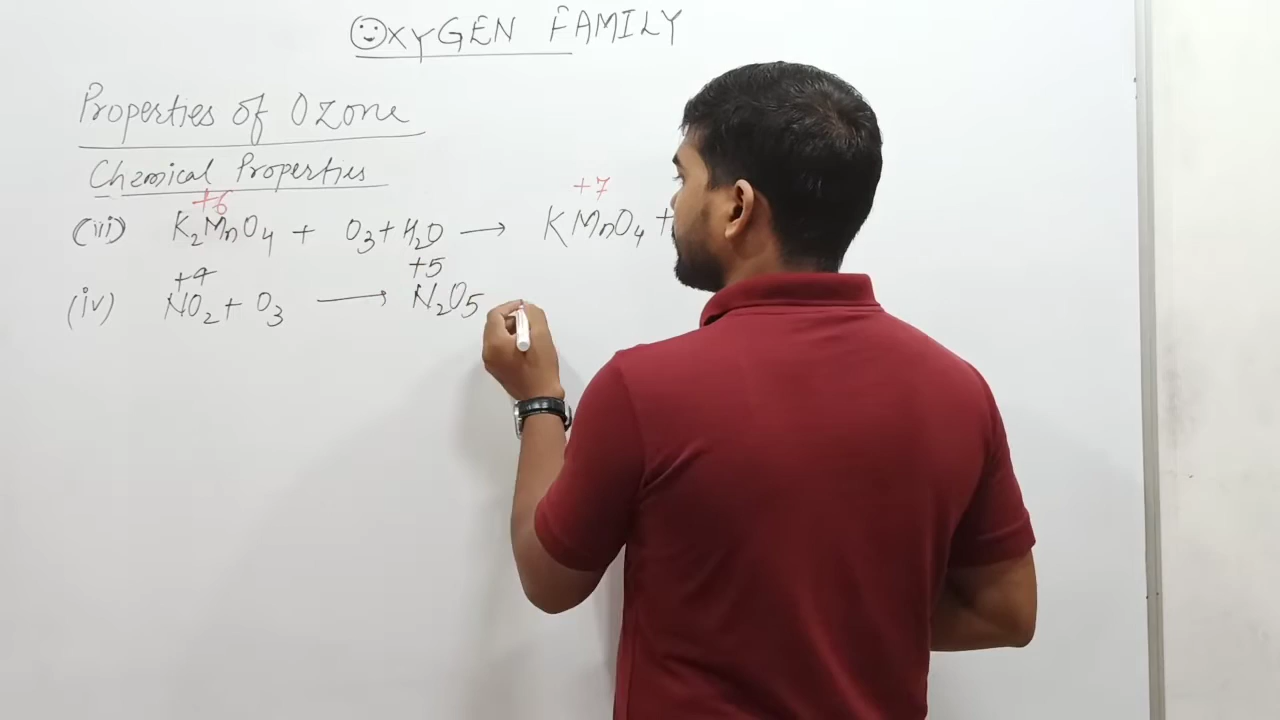 OXYGEN FAMILY
Properties of Ozone
Chemical Properties
+6 +7
(iii) K₂MnO₄ + O₃ + H₂O → KMnO₄ +
+4 +5
(iv) NO₂ + O₃ → N₂O₅